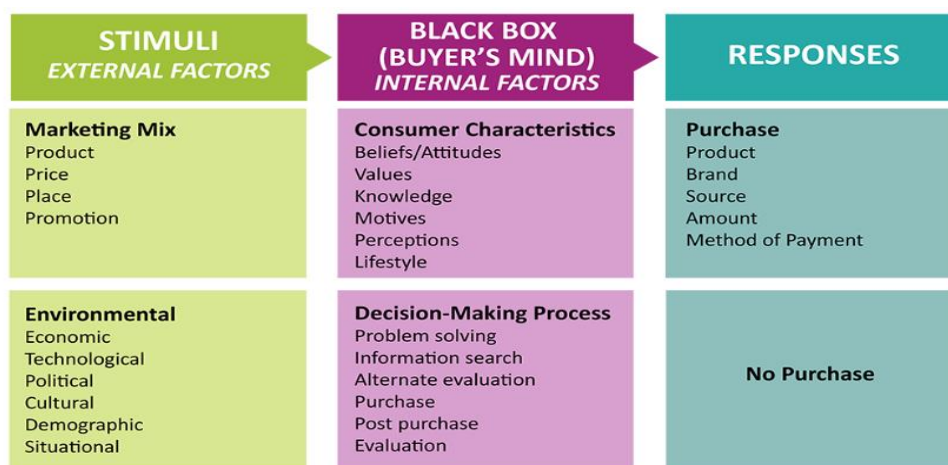 STIMULI
EXTERNAL FACTORS
BLACK BOX
(BUYER'S MIND)
INTERNAL FACTORS
RESPONSES
Marketing Mix
Product
Price
Place
Promotion
Consumer Characteristics
Beliefs/Attitudes
Values
Knowledge
Motives
Perceptions
Lifestyle
Purchase
Product
Brand
Source
Amount
Method of Payment
Environmental
Economic
Technological
Political
Cultural
Demographic
Situational
Decision-Making Process
Problem solving
Information search
Alternate evaluation
Purchase
Post purchase
Evaluation
No Purchase